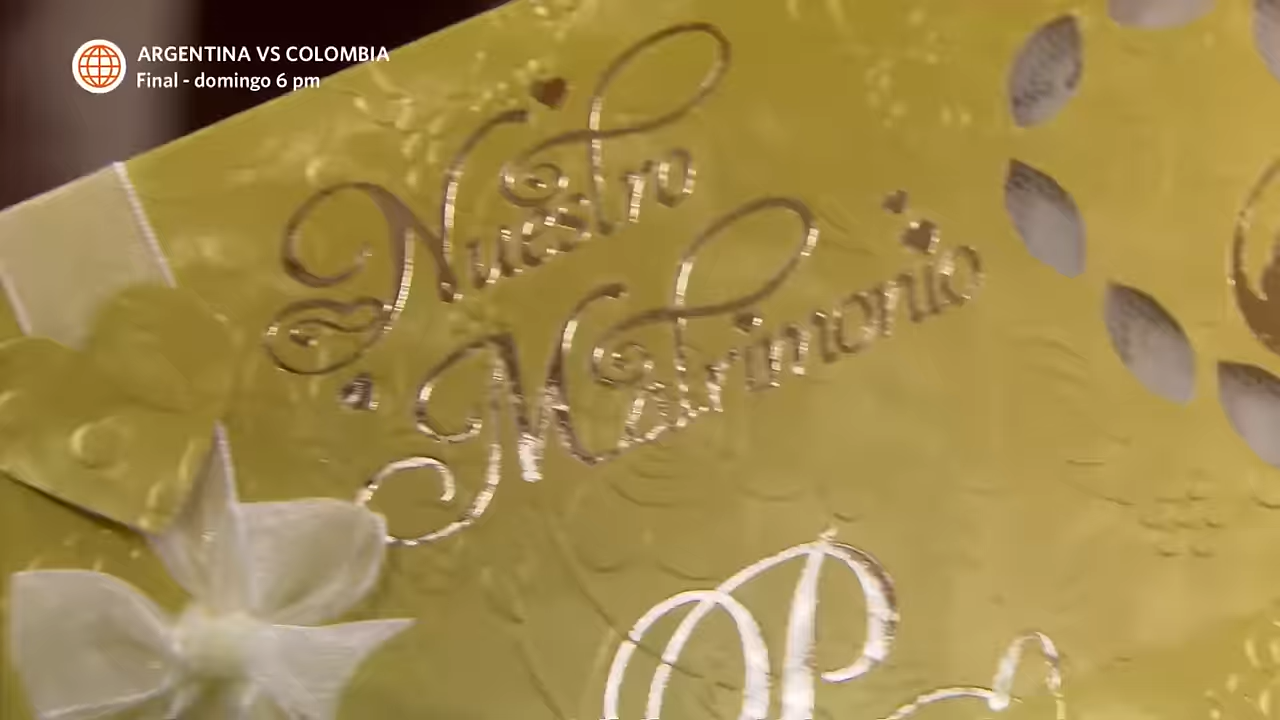 ARGENTINA VS COLOMBIA
Final - domingo 6 pm
Nuestro
Matrimonio